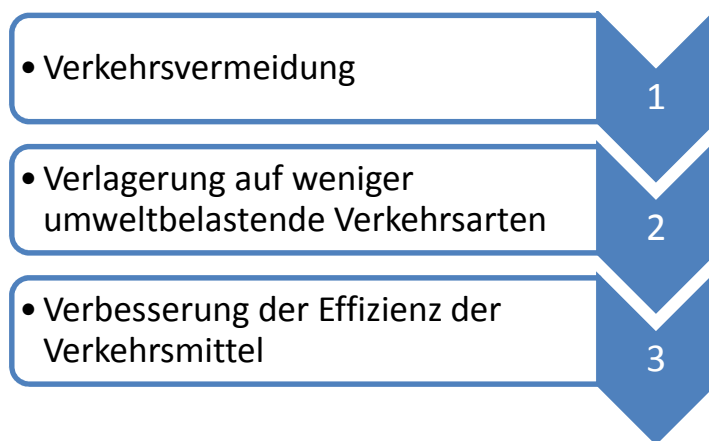 • Verkehrsvermeidung
1
• Verlagerung auf weniger
umweltbelastende Verkehrsarten
2
• Verbesserung der Effizienz der
Verkehrsmittel
3